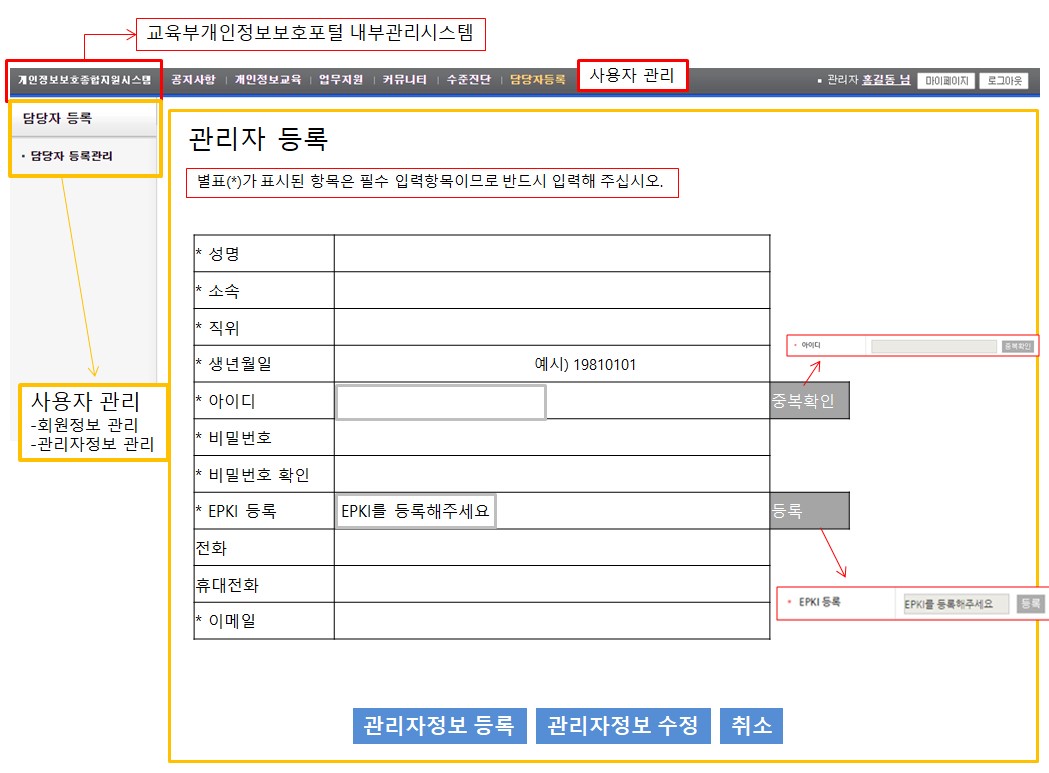 교육부개인정보보호포털 내부관리시스템
개인정보보호종합지원시스템 공지사항 개인정보교육 업무지원 커뮤니티 수준진단 담당자등록 사용자 관리 관리자 홍길동 님 마이페이지 로그아웃
담당자 등록
담당자 등록관리
관리자 등록
별표(*)가 표시된 항목은 필수 입력항목이므로 반드시 입력해 주십시오.
* 성명
* 소속
* 직위
* 생년월일 예시) 19810101
* 아이디 중복확인
* 아이디 중복확인
* 비밀번호
* 비밀번호 확인
* EPKI 등록 EPKI를 등록해주세요 등록
전화
휴대전화
* 이메일
* EPKI 등록 EPKI를 등록해주세요 등록
사용자 관리
-회원정보 관리
-관리자정보 관리
관리자정보 등록 관리자정보 수정 취소